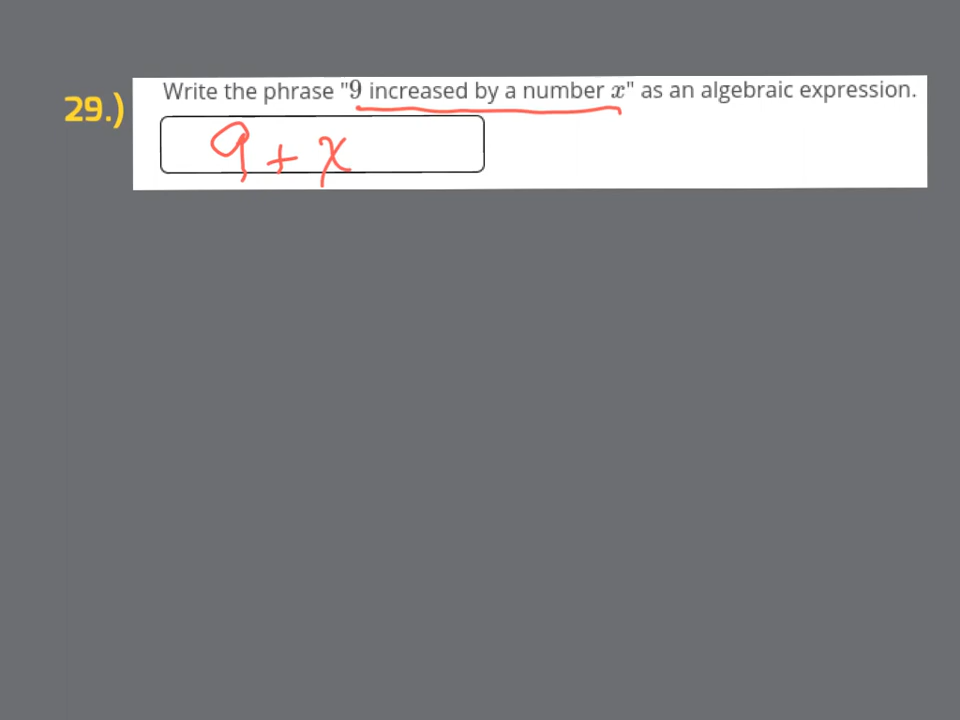 29.) Write the phrase "9 increased by a number x" as an algebraic expression.
9 + x